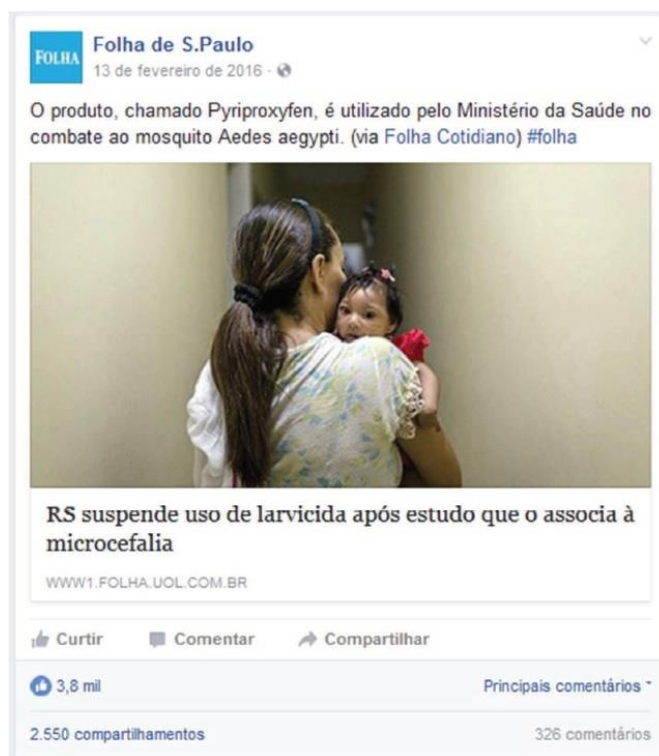 FOLHA
Folha de S.Paulo
13 de fevereiro de 2016 ·
O produto, chamado Pyriproxyfen, é utilizado pelo Ministério da Saúde no
combate ao mosquito Aedes aegypti. (via Folha Cotidiano) #folha
RS suspende uso de larvicida após estudo que o associa à
microcefalia
WWW1.FOLHA.UOL.COM.BR
Curtir Comentar Compartilhar
3,8 mil Principais comentários
2.550 compartilhamentos 326 comentários